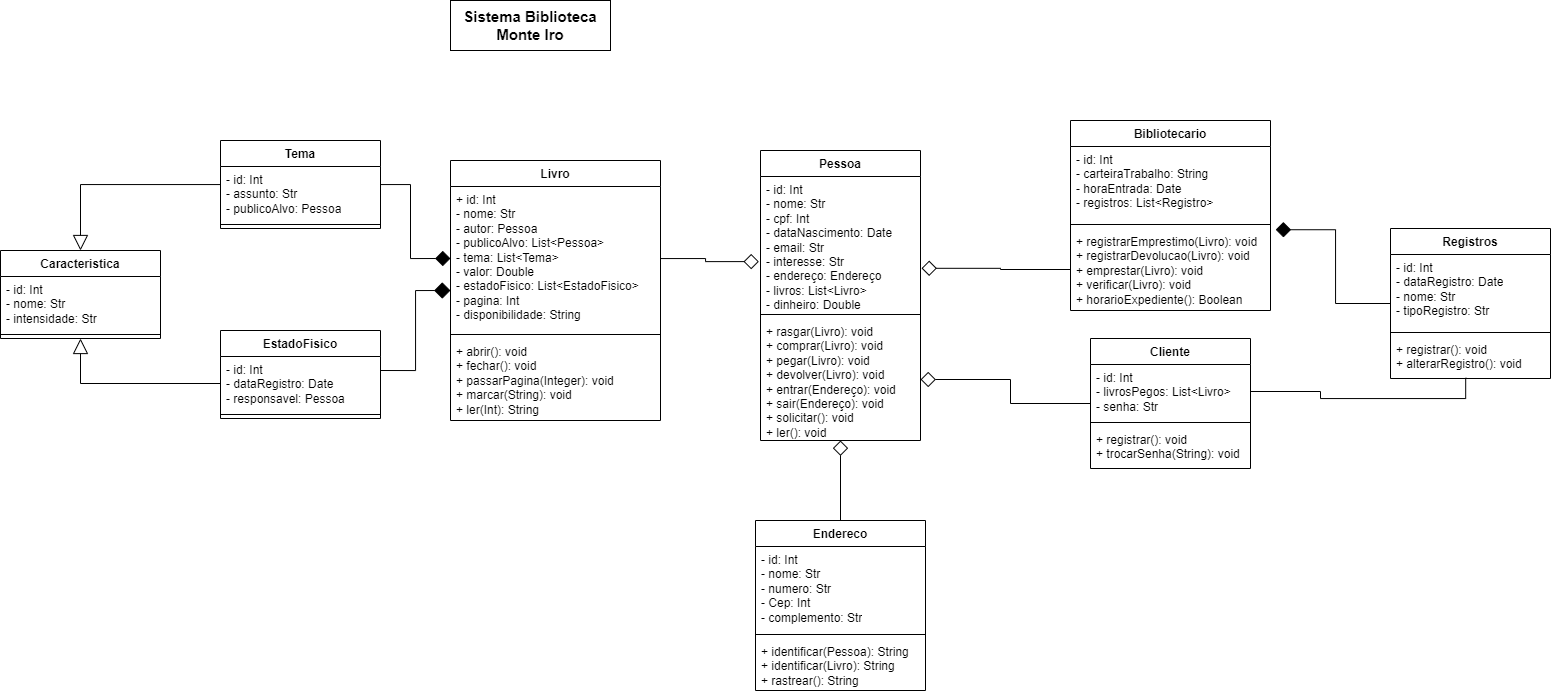 Sistema Biblioteca
Monte Iro
Tema
- id: Int
- assunto: Str
- publicoAlvo: Pessoa
Caracteristica
- id: Int
- nome: Str
- intensidade: Str
EstadoFisico
- id: Int
- dataRegistro: Date
- responsavel: Pessoa
Livro
+ id: Int
- nome: Str
- autor: Pessoa
- publicoAlvo: List<Pessoa>
- tema: List<Tema>
- valor: Double
- estadoFisico: List<EstadoFisico>
- pagina: Int
- disponibilidade: String
+ abrir(): void
+ fechar(): void
+ passarPagina(Integer): void
+ marcar(String): void
+ ler(Int): String
Pessoa
- id: Int
- nome: Str
- cpf: Int
- dataNascimento: Date
- email: Str
- interesse: Str
- endereço: Endereço
- livros: List<Livro>
- dinheiro: Double
+ rasgar(Livro): void
+ comprar(Livro): void
+ pegar(Livro): void
+ devolver(Livro): void
+ entrar(Endereço): void
+ sair(Endereço): void
+ solicitar(): void
+ ler(): void
Endereco
- id: Int
- nome: Str
- numero: Str
- Cep: Int
- complemento: Str
+ identificar(Pessoa): String
+ identificar(Livro): String
+ rastrear(): String
Bibliotecario
- id: Int
- carteiraTrabalho: String
- horaEntrada: Date
- registros: List<Registro>
+ registrarEmprestimo(Livro): void
+ registrarDevolucao(Livro): void
+ emprestar(Livro): void
+ verificar(Livro): void
+ horarioExpediente(): Boolean
Cliente
- id: Int
- livrosPegos: List<Livro>
- senha: Str
+ registrar(): void
+ trocarSenha(String): void
Registros
- id: Int
- dataRegistro: Date
- nome: Str
- tipoRegistro: Str
+ registrar(): void
+ alterarRegistro(): void